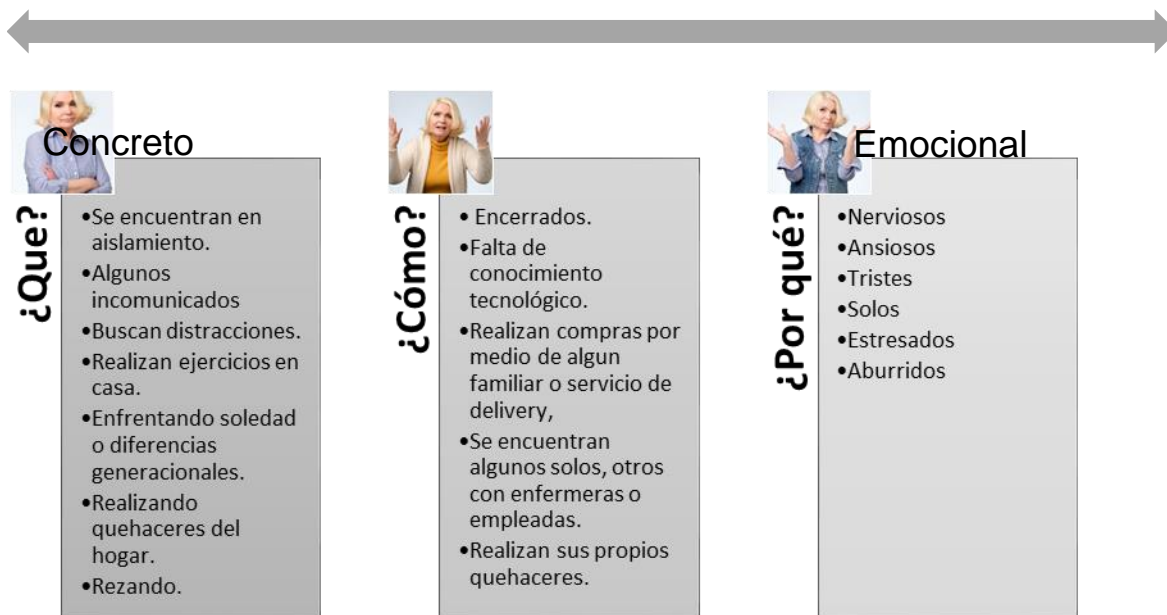 Concreto
¿Que?
•Se encuentran en
aislamiento.
•Algunos
incomunicados
•Buscan distracciones.
•Realizan ejercicios en
casa.
•Enfrentando soledad
o diferencias
generacionales.
•Realizando
quehaceres del
hogar.
•Rezando.
¿Cómo?
• Encerrados.
•Falta de
conocimiento
tecnológico.
•Realizan compras por
medio de algun
familiar o servicio de
delivery,
•Se encuentran
algunos solos, otros
con enfermeras o
empleadas.
•Realizan sus propios
quehaceres.
Emocional
¿Por qué?
•Nerviosos
•Ansiosos
•Tristes
•Solos
•Estresados
•Aburridos